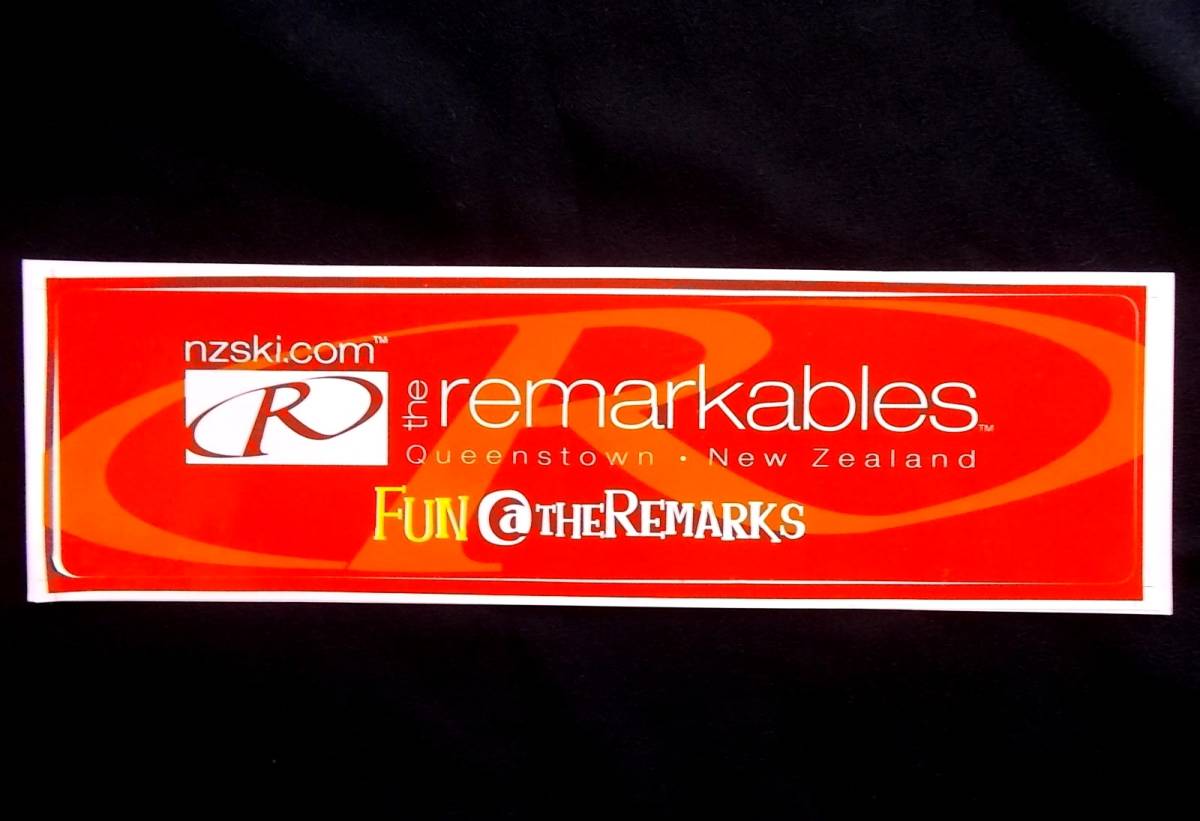 nzski.com™
R
the remarkables™
Queenstown • New Zealand
FUN @THEREMARKS